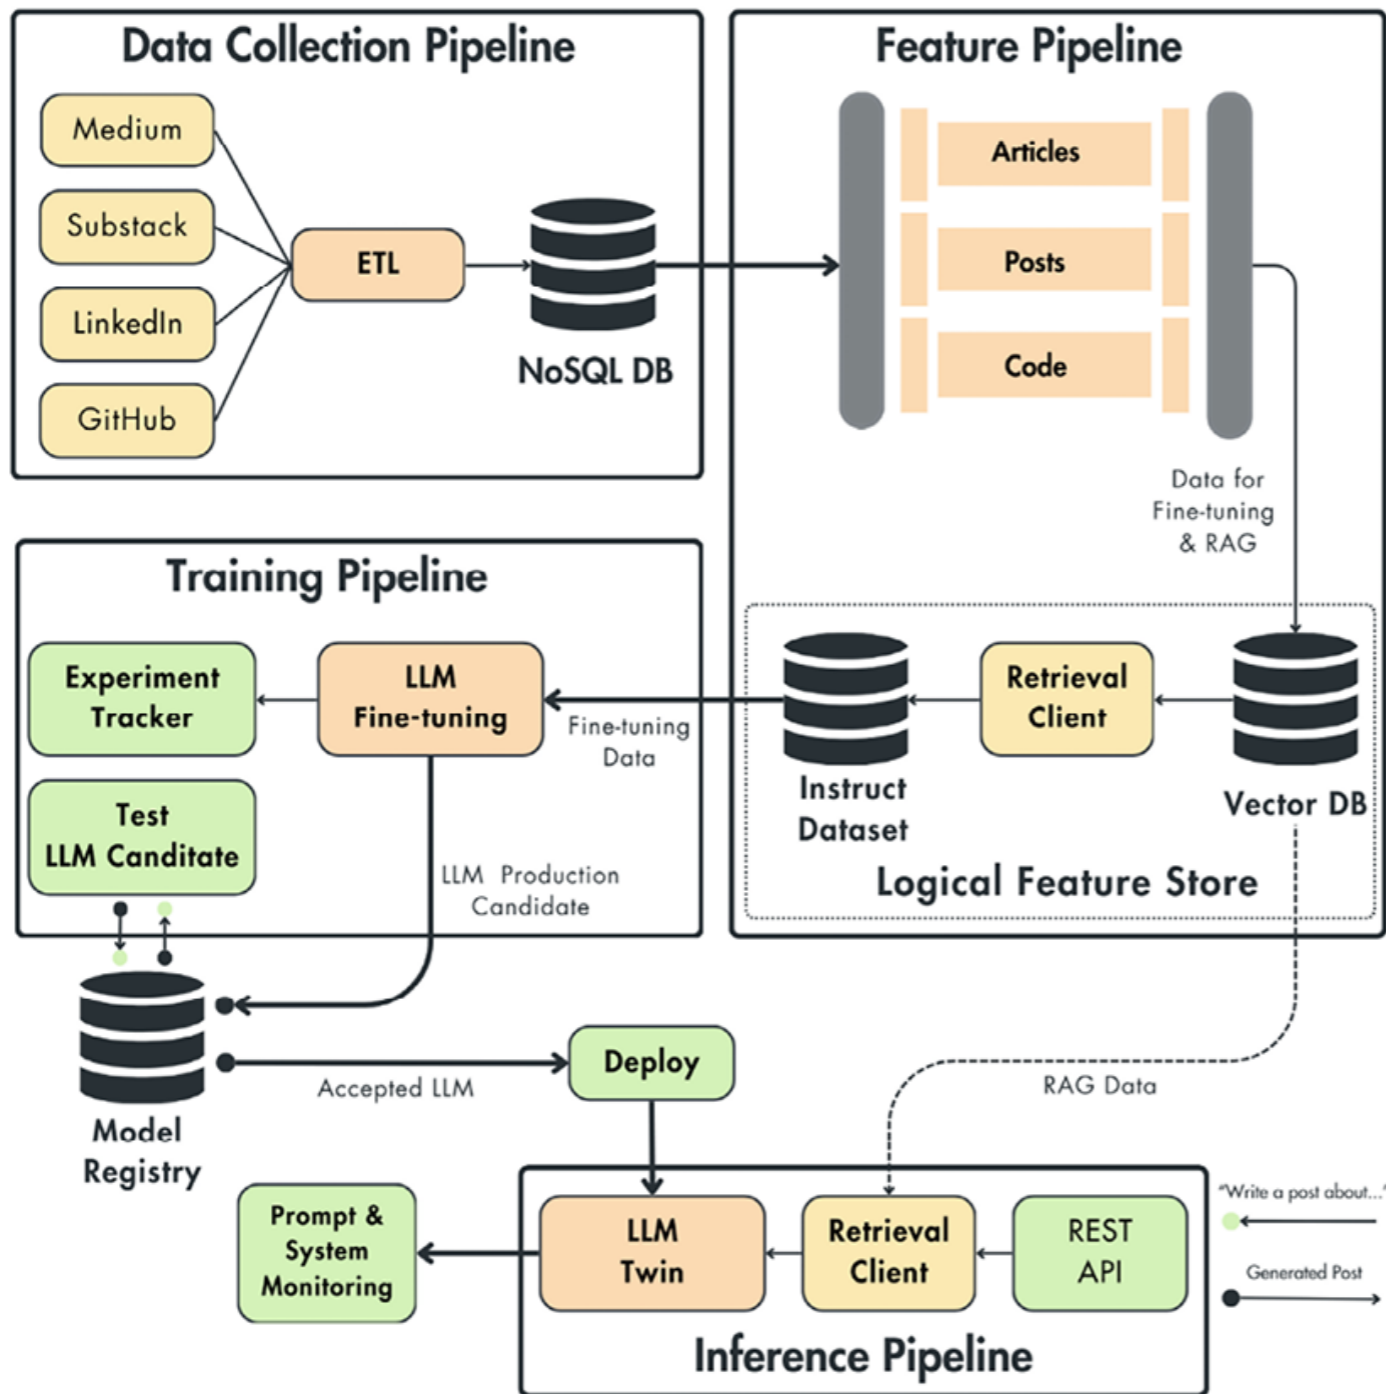 Data Collection Pipeline
Medium
Substack
LinkedIn
GitHub
ETL
NoSQL DB
Feature Pipeline
Articles
Posts
Code
Data for
Fine-tuning
& RAG
Training Pipeline
Experiment
Tracker
LLM
Fine-tuning
Fine-tuning
Data
Test
LLM Canditate
LLM Production
Candidate
Instruct
Dataset
Retrieval
Client
Vector DB
Logical Feature Store
Model
Registry
Accepted LLM
Deploy
RAG Data
Prompt &
System
Monitoring
LLM
Twin
Retrieval
Client
REST
API
Inference Pipeline
"Write a post about..."
Generated Post